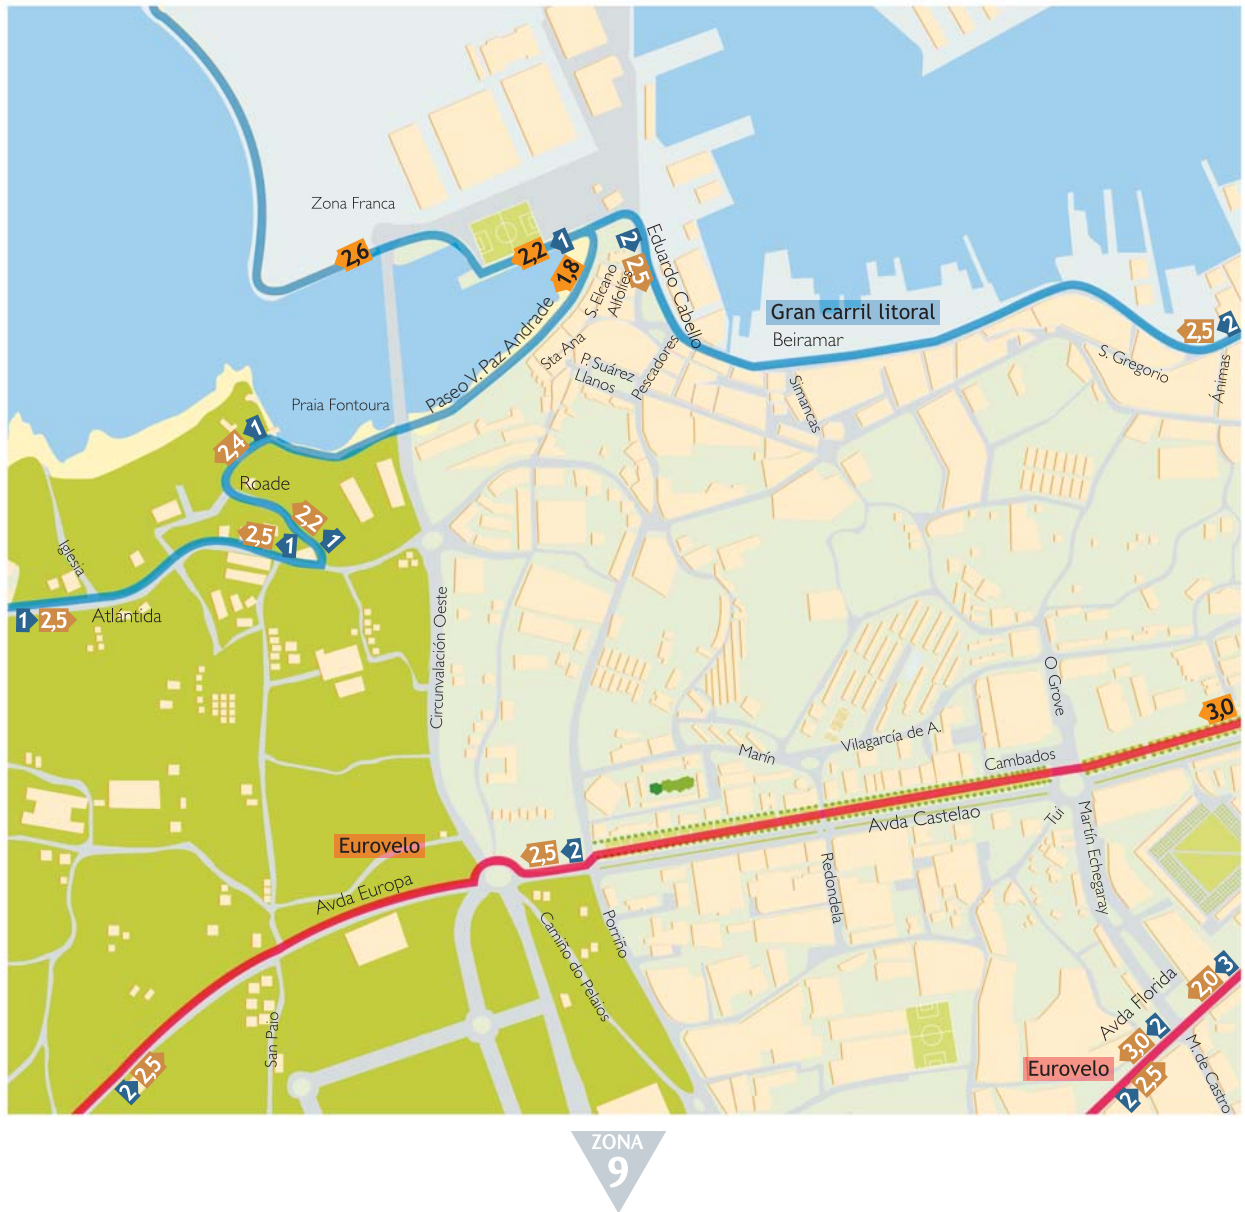 Zona Franca
2,6
2,2
1
1,8
2
2,5
Eduardo Cabello
S. Elcano
Alfolíes
Gran carril litoral
Beiramar
2,5
2
S. Gregorio
Ánimas
Paseo V. Paz Andrade
Sta Ana
P. Suárez
Llanos
Pescadores
Simancas
Praia Fontoura
1
2,4
Roade
2,2
1
2,5
1
Iglesia
1
2,5
Atlántida
Circunvalación Oeste
O Grove
3,0
Marín
Vilagarcía de A.
Cambados
Avda Castelao
Tui
Martín Echegaray
Redondela
Eurovelo
2,5
2
Avda Europa
Camiño do Pelaios
Porriño
San Paio
2
2,5
2,0
3
Avda Florida
3,0
2
Eurovelo
2
2,5
M. de Castro
ZONA
9